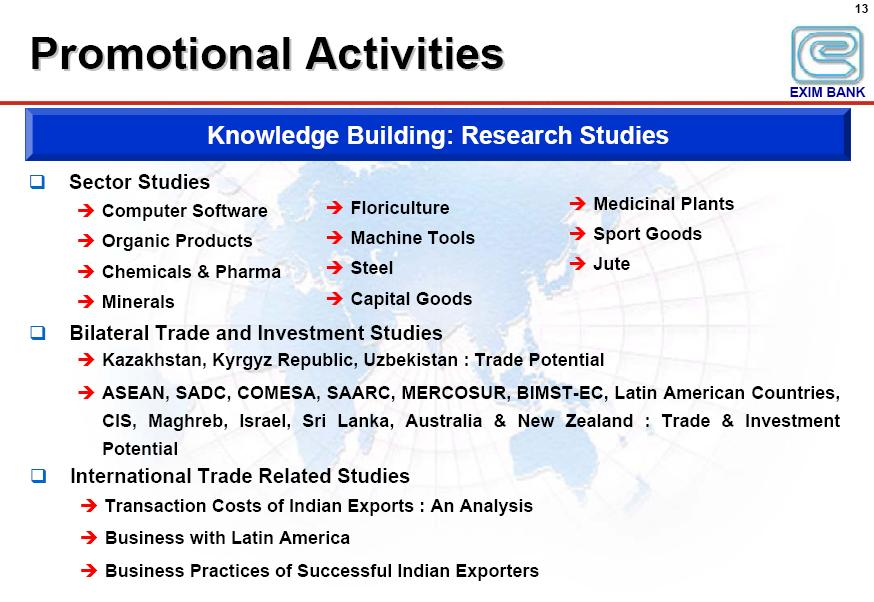 13
Promotional Activities
EXIM BANK
Knowledge Building: Research Studies
Sector Studies
Computer Software
Organic Products
Chemicals & Pharma
Minerals
Floriculture
Machine Tools
Steel
Capital Goods
Medicinal Plants
Sport Goods
Jute
Bilateral Trade and Investment Studies
Kazakhstan, Kyrgyz Republic, Uzbekistan : Trade Potential
ASEAN, SADC, COMESA, SAARC, MERCOSUR, BIMST-EC, Latin American Countries,
CIS, Maghreb, Israel, Sri Lanka, Australia & New Zealand : Trade & Investment
Potential
International Trade Related Studies
Transaction Costs of Indian Exports : An Analysis
Business with Latin America
Business Practices of Successful Indian Exporters